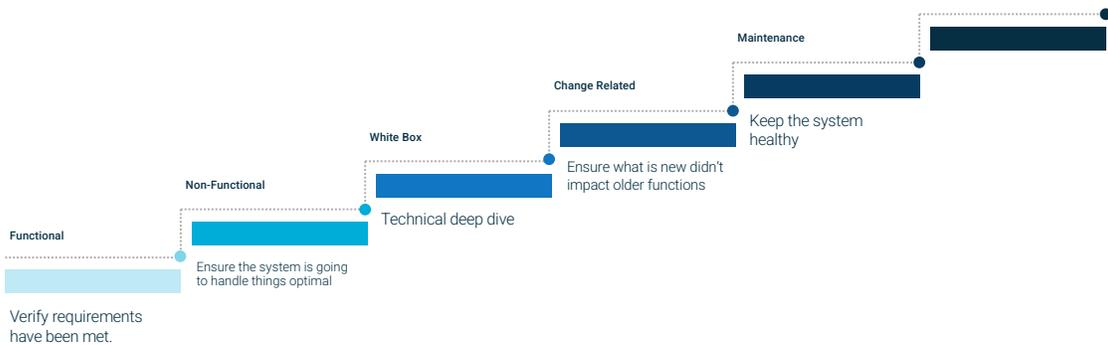 Functional
Verify requirements
have been met.
Non-Functional
Ensure the system is going
to handle things optimal
White Box
Technical deep dive
Change Related
Ensure what is new didn't
impact older functions
Maintenance
Keep the system
healthy